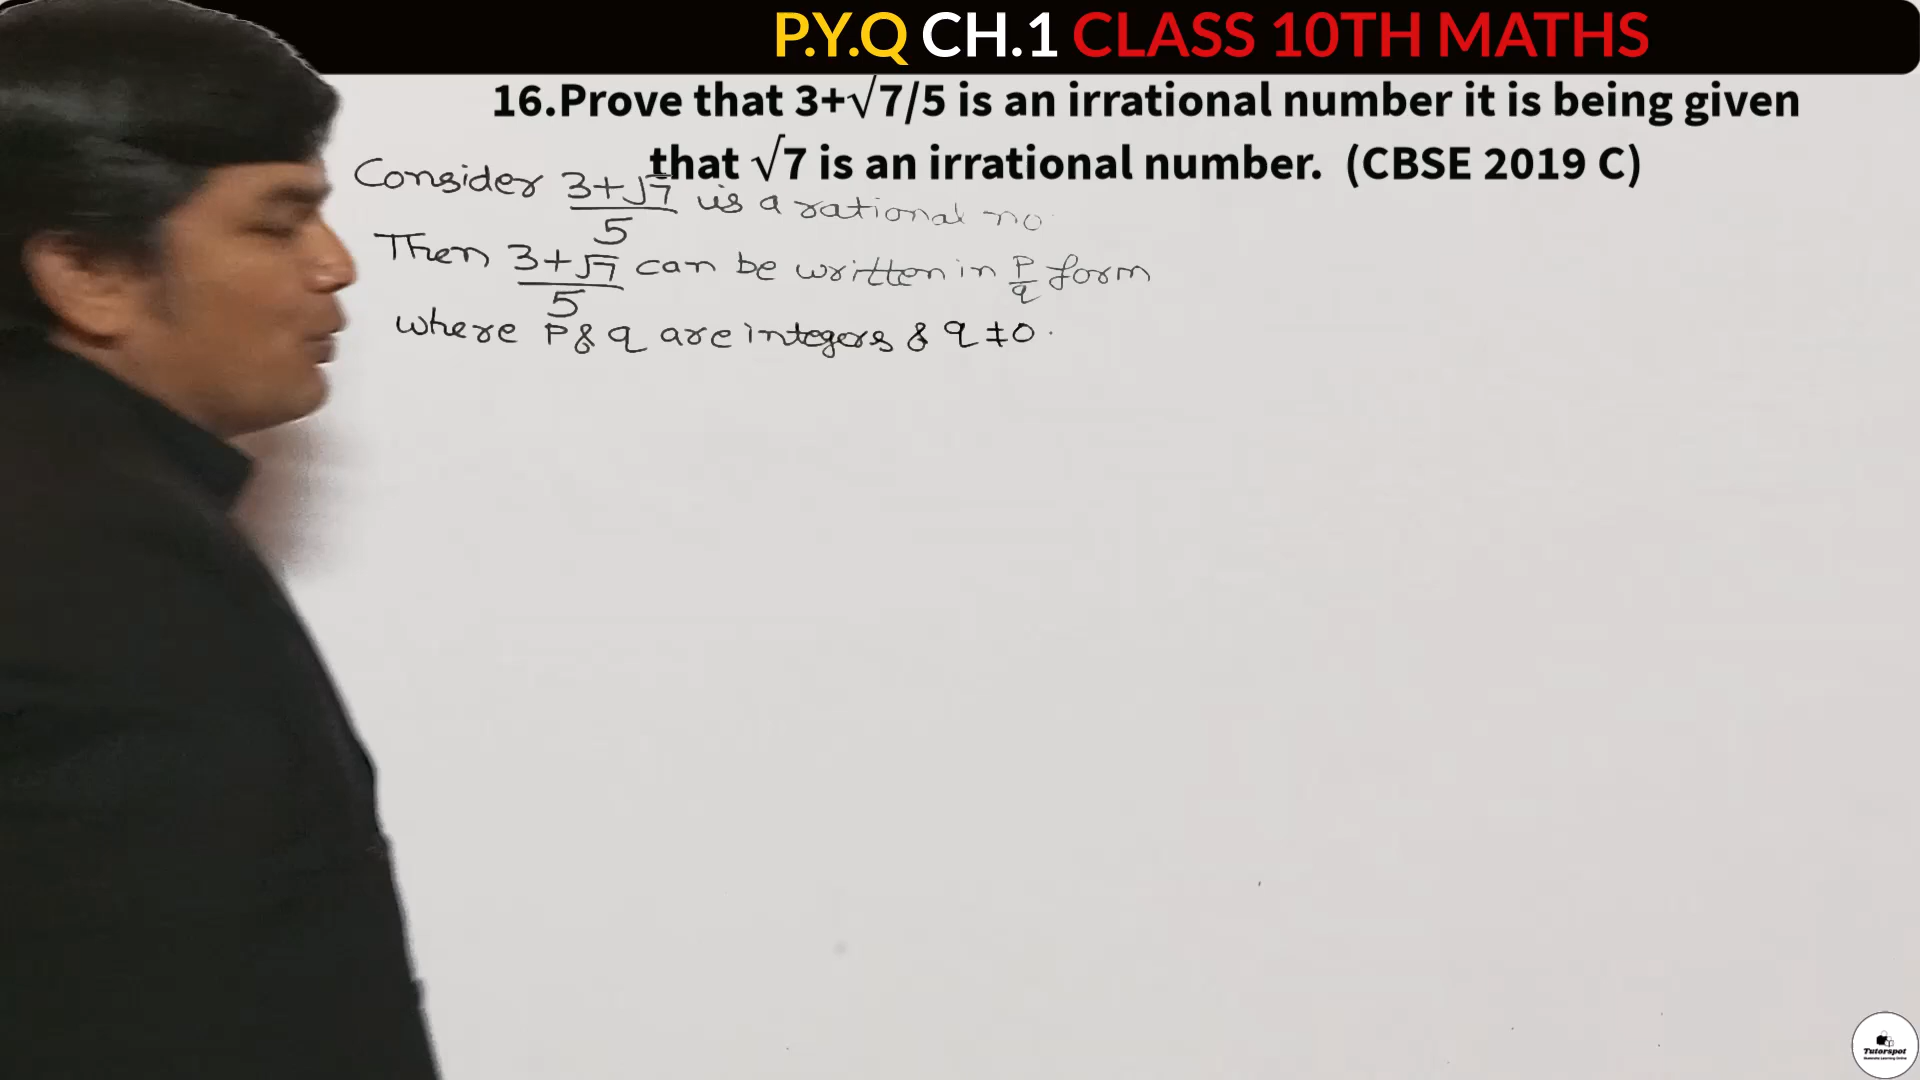 P.Y.Q CH.1 CLASS 10TH MATHS
16.Prove that 3+√7/5 is an irrational number it is being given
that √7 is an irrational number. (CBSE 2019 C)
Consider 3+√7/5 is a rational no.
Then 3+√7/5 can be written in P/q form
where P & q are integers & q ≠ 0.
Tutorspot